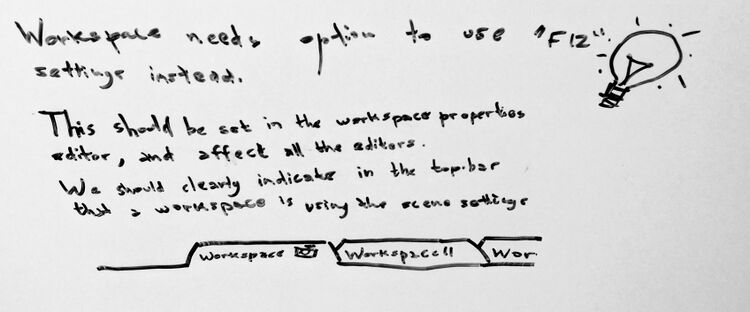 Workspace needs option to use "F12"
settings instead.
This should be set in the workspace properties
editor, and affect all the editors.
We should clearly indicate in the top-bar
that a workspace is using the scene settings
Workspace Workspace11 Wor